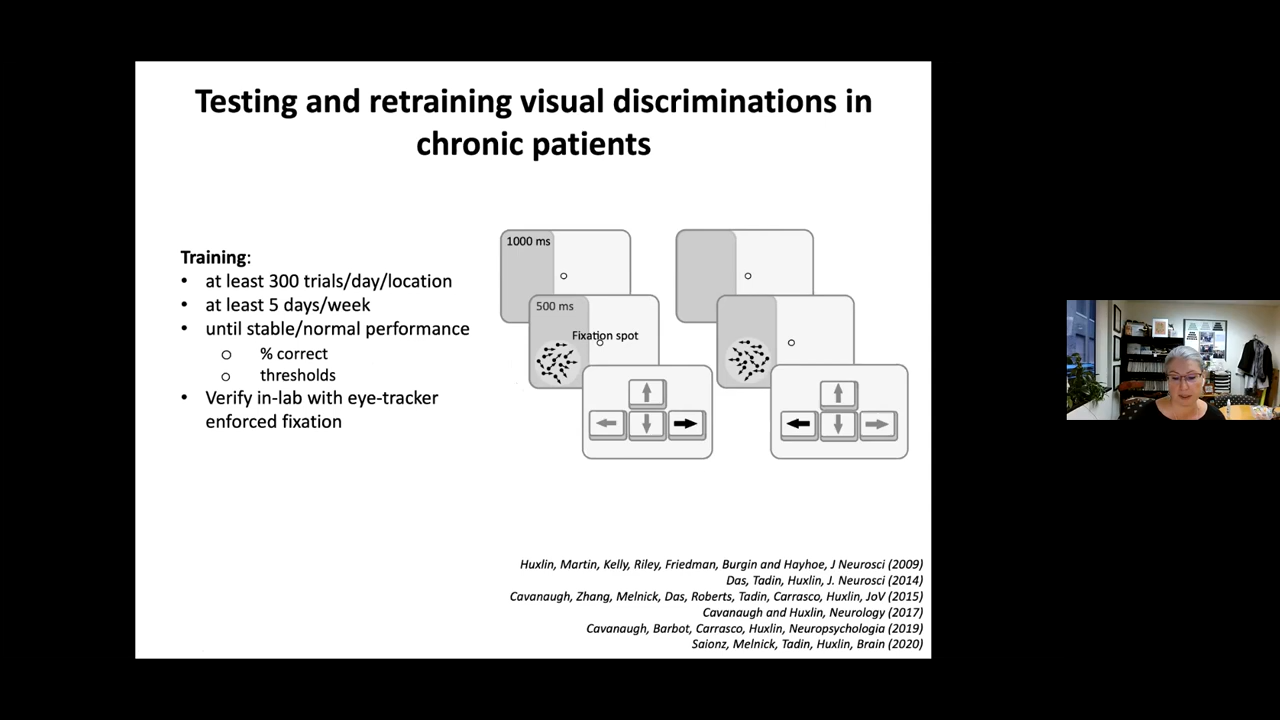 Testing and retraining visual discriminations in
chronic patients
Training:
• at least 300 trials/day/location
• at least 5 days/week
• until stable/normal performance
o % correct
o thresholds
• Verify in-lab with eye-tracker
enforced fixation
1000 ms
500 ms
Fixation spot
Huxlin, Martin, Kelly, Riley, Friedman, Burgin and Hayhoe, J Neurosci (2009)
Das, Tadin, Huxlin, J. Neurosci (2014)
Cavanaugh, Zhang, Melnick, Das, Roberts, Tadin, Carrasco, Huxlin, JoV (2015)
Cavanaugh and Huxlin, Neurology (2017)
Cavanaugh, Barbot, Carrasco, Huxlin, Neuropsychologia (2019)
Saionz, Melnick, Tadin, Huxlin, Brain (2020)